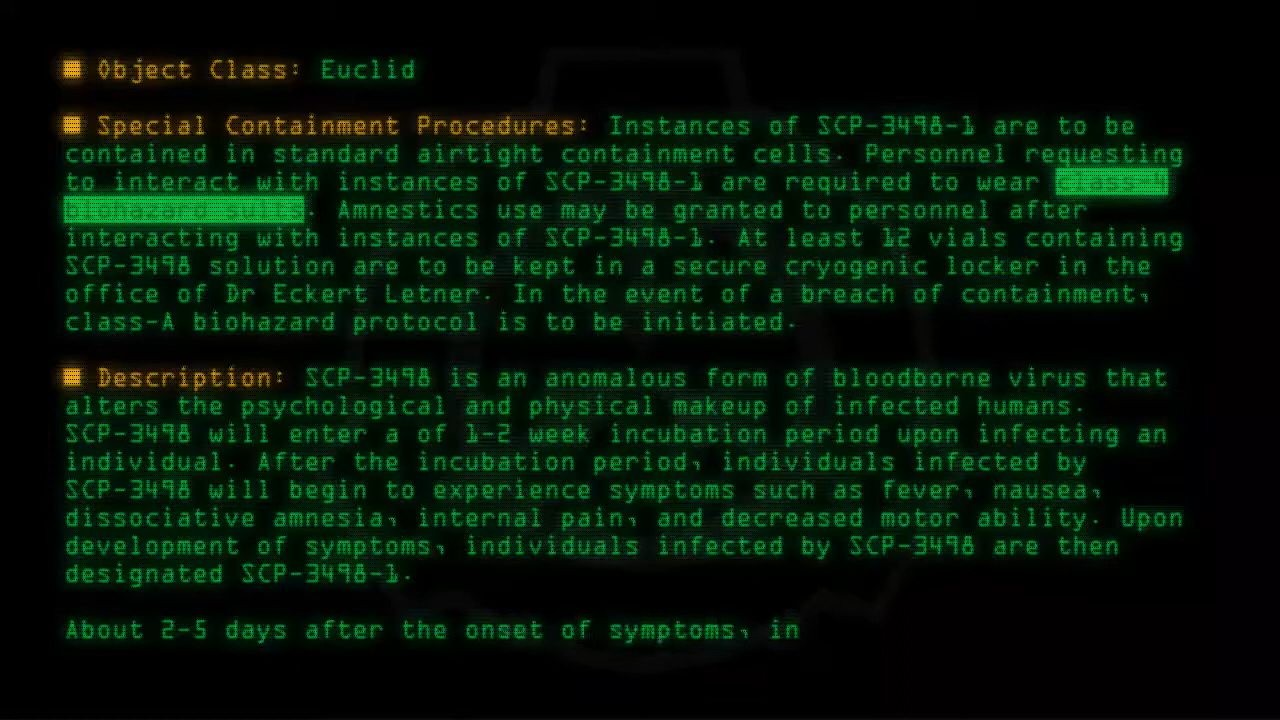 ■ Object Class: Euclid
■ Special Containment Procedures: Instances of SCP-3498-1 are to be
contained in standard airtight containment cells. Personnel requesting
to interact with instances of SCP-3498-1 are required to wear
biohazard suits. Amnestics use may be granted to personnel after
interacting with instances of SCP-3498-1. At least 12 vials containing
SCP-3498 solution are to be kept in a secure cryogenic locker in the
office of Dr Eckert Letner. In the event of a breach of containment,
class-A biohazard protocol is to be initiated.
■ Description: SCP-3498 is an anomalous form of bloodborne virus that
alters the psychological and physical makeup of infected humans.
SCP-3498 will enter a of 1-2 week incubation period upon infecting an
individual. After the incubation period, individuals infected by
SCP-3498 will begin to experience symptoms such as fever, nausea,
dissociative amnesia, internal pain, and decreased motor ability. Upon
development of symptoms, individuals infected by SCP-3498 are then
designated SCP-3498-1.
About 2-5 days after the onset of symptoms, in